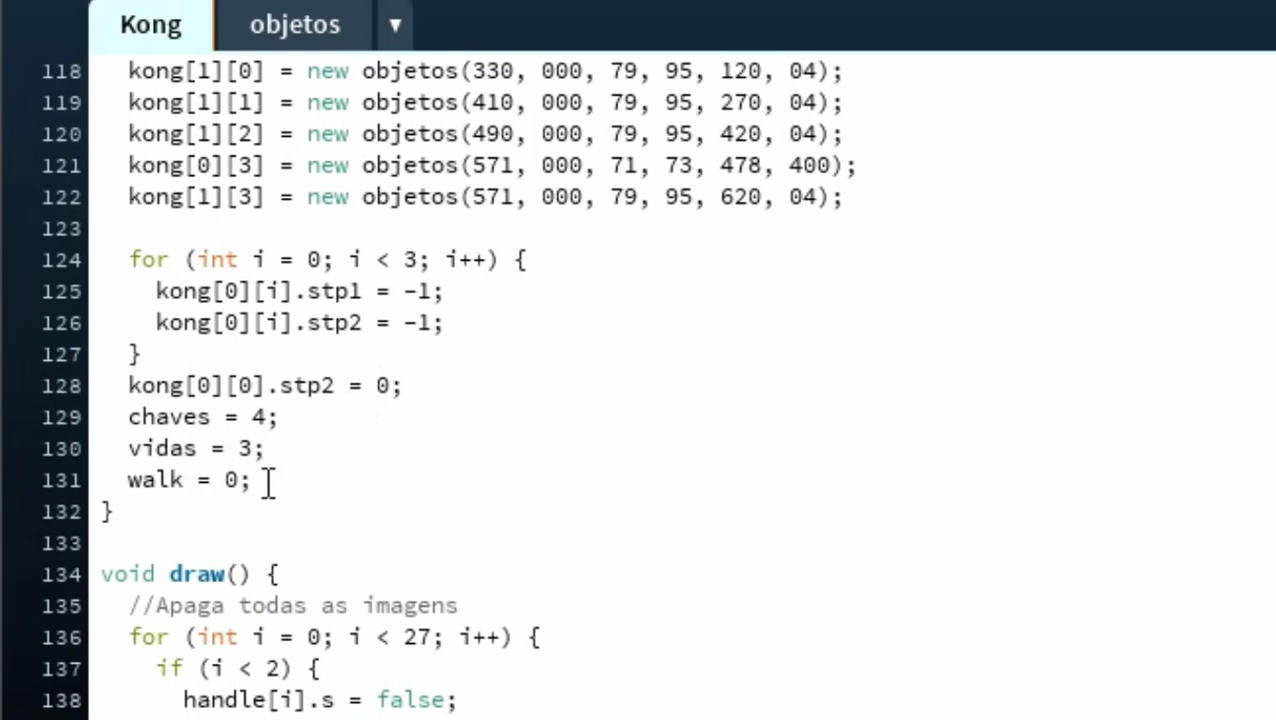 Kong objetos ▼
118 kong[1][0] = new objetos(330, 000, 79, 95, 120, 04);
119 kong[1][1] = new objetos(410, 000, 79, 95, 270, 04);
120 kong[1][2] = new objetos(490, 000, 79, 95, 420, 04);
121 kong[0][3] = new objetos(571, 000, 71, 73, 478, 400);
122 kong[1][3] = new objetos(571, 000, 79, 95, 620, 04);
123
124 for (int i = 0; i < 3; i++) {
125 kong[0][i].stp1 = -1;
126 kong[0][i].stp2 = -1;
127 }
128 kong[0][0].stp2 = 0;
129 chaves = 4;
130 vidas = 3;
131 walk = 0;
132 }
133
134 void draw() {
135 //Apaga todas as imagens
136 for (int i = 0; i < 27; i++) {
137 if (i < 2) {
138 handle[i].s = false;